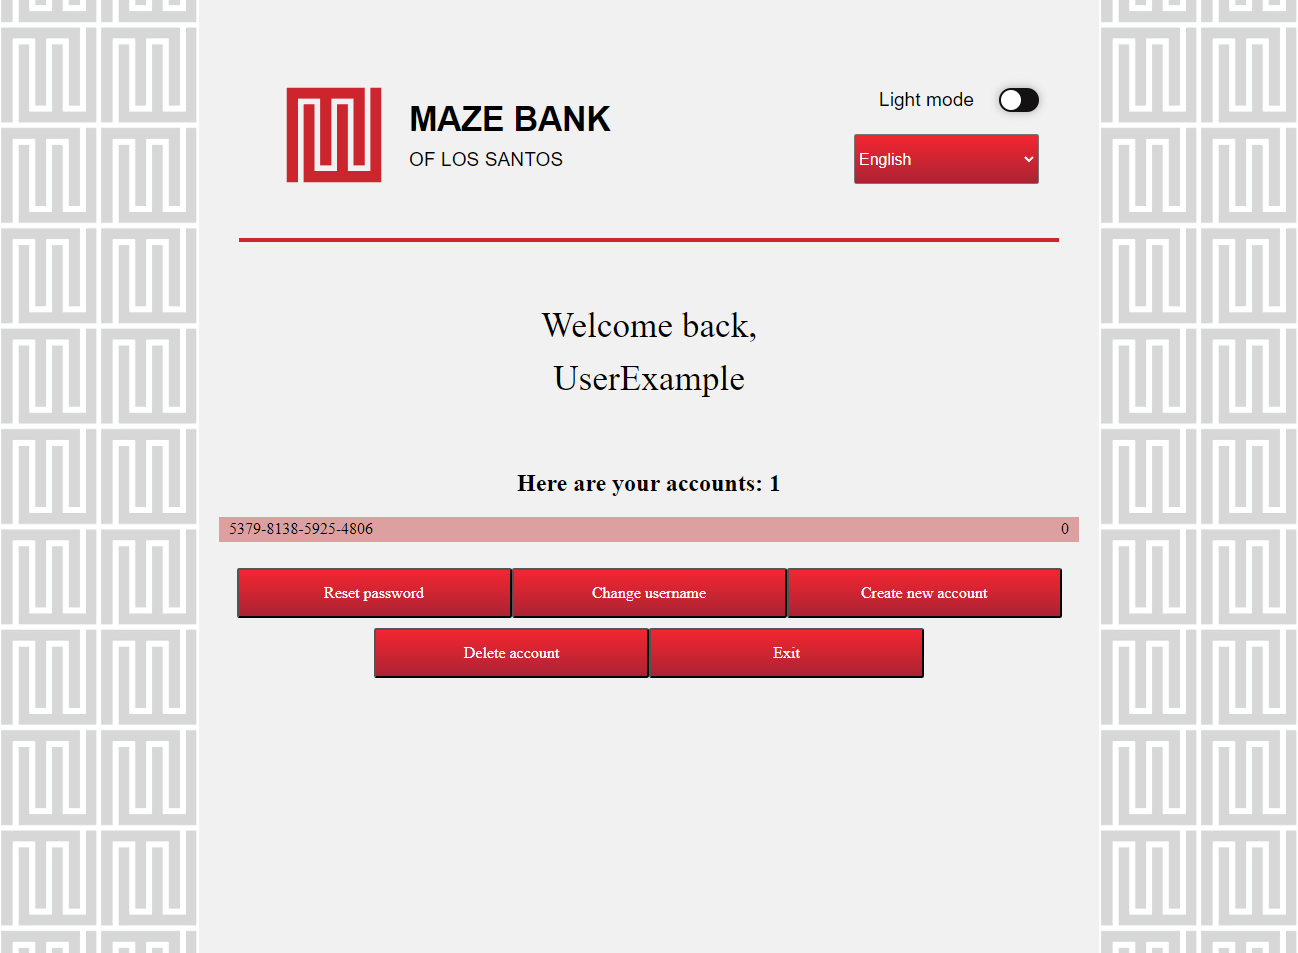 MAZE BANK
OF LOS SANTOS
Light mode
English
Welcome back,
UserExample
Here are your accounts: 1
5379-8138-5925-4806 0
Reset password
Change username
Create new account
Delete account
Exit